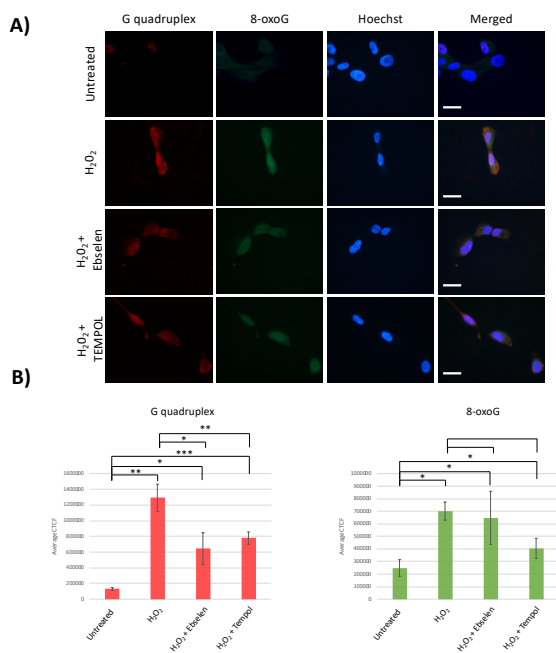 A)
G quadruplex 8-oxoG Hoechst Merged
Untreated
H₂O₂
H₂O₂+
Ebselen
H₂O₂+
TEMPOL
B)
G quadruplex
**
*
***
*
**
Average CTCF
1600000
1400000
1200000
1000000
800000
600000
400000
200000
0
Untreated
H₂O₂
H₂O₂ + Ebselen
H₂O₂ + Tempol
8-oxoG
*
*
*
Average CTCF
1000000
900000
800000
700000
600000
500000
400000
300000
200000
100000
0
Untreated
H₂O₂
H₂O₂ + Ebselen
H₂O₂ + Tempol